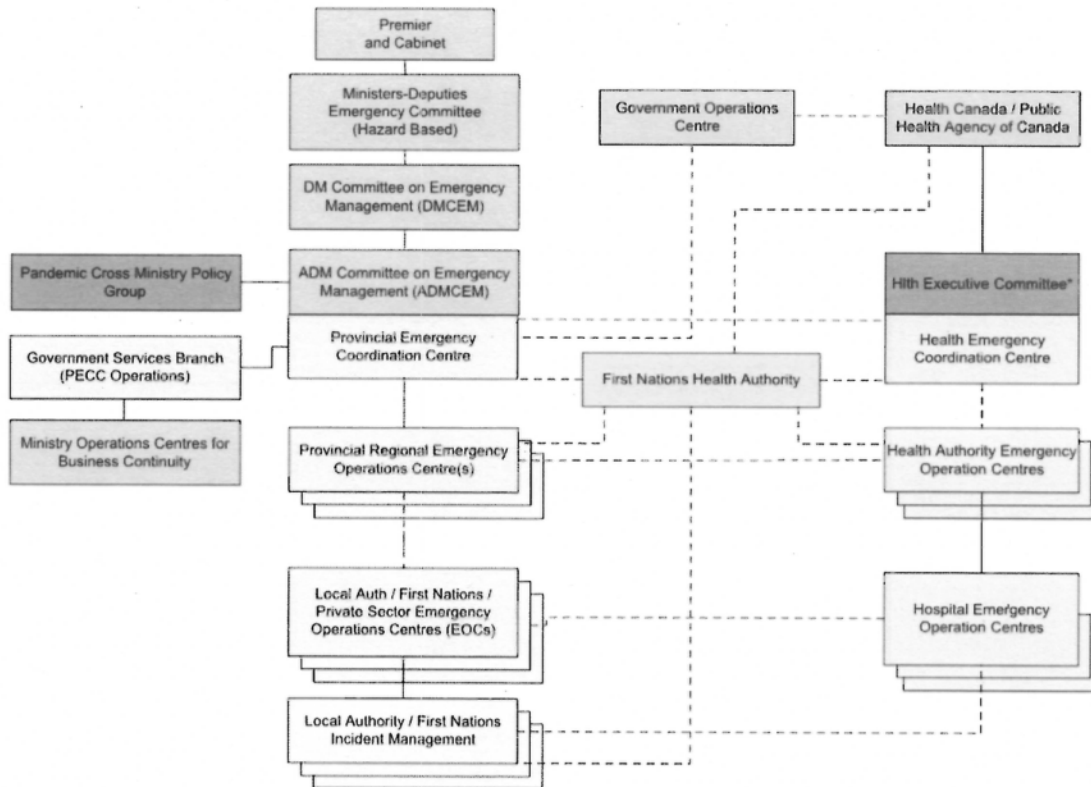 Premier
and Cabinet
Ministers-Deputies
Emergency Committee
(Hazard Based)
Government Operations
Centre
Health Canada / Public
Health Agency of Canada
DM Committee on Emergency
Management (DMCEM)
Pandemic Cross Ministry Policy
Group
ADM Committee on Emergency
Management (ADMCEM)
Hlth Executive Committee*
Provincial Emergency
Coordination Centre
Health Emergency
Coordination Centre
Government Services Branch
(PECC Operations)
First Nations Health Authority
Ministry Operations Centres for
Business Continuity
Provincial Regional Emergency
Operations Centre(s)
Health Authority Emergency
Operation Centres
Local Auth / First Nations /
Private Sector Emergency
Operations Centres (EOCs)
Hospital Emergency
Operation Centres
Local Authority / First Nations
Incident Management